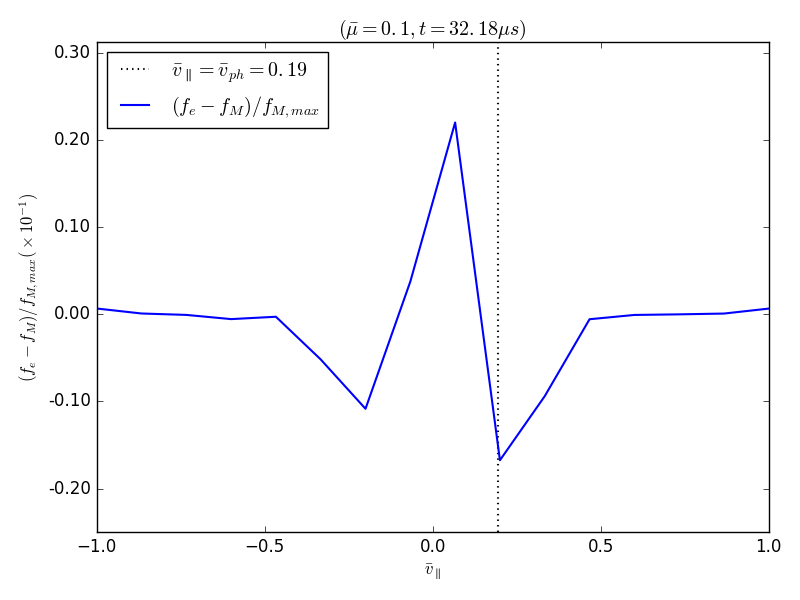 (μ̄ = 0.1, t = 32.18μs)
v̄∥ = v̄ph = 0.19
(fe − fM)/fM,max
0.30
0.20
0.10
0.00
-0.10
-0.20
(fe − fM)/fM,max(×10⁻¹)
−1.0 −0.5 0.0 0.5 1.0
v̄∥